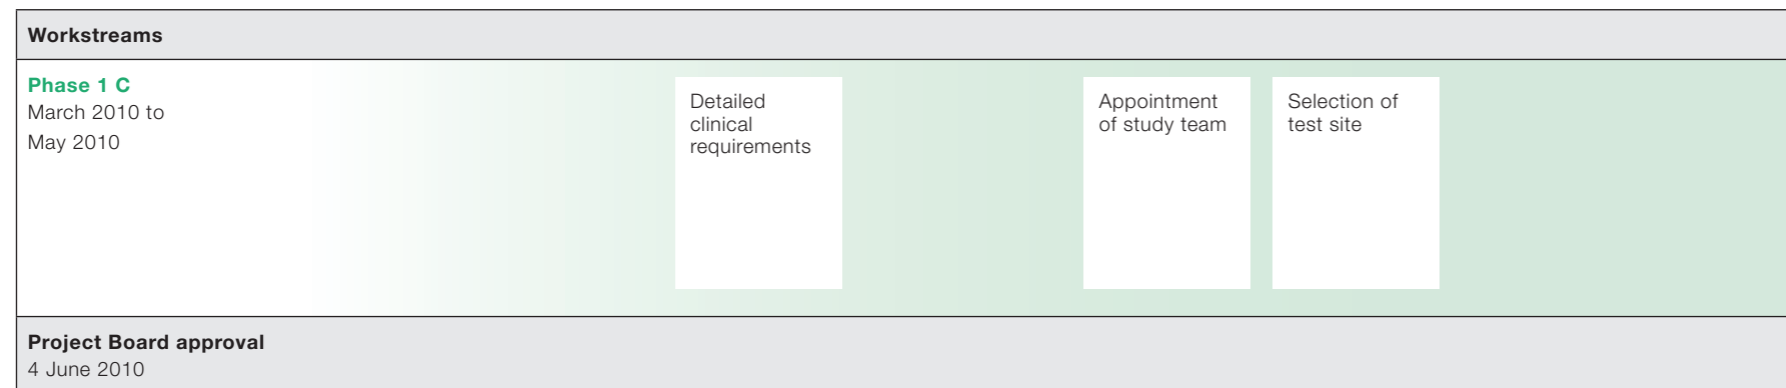 Workstreams
Phase 1 C
March 2010 to
May 2010
Detailed
clinical
requirements
Appointment
of study team
Selection of
test site
Project Board approval
4 June 2010